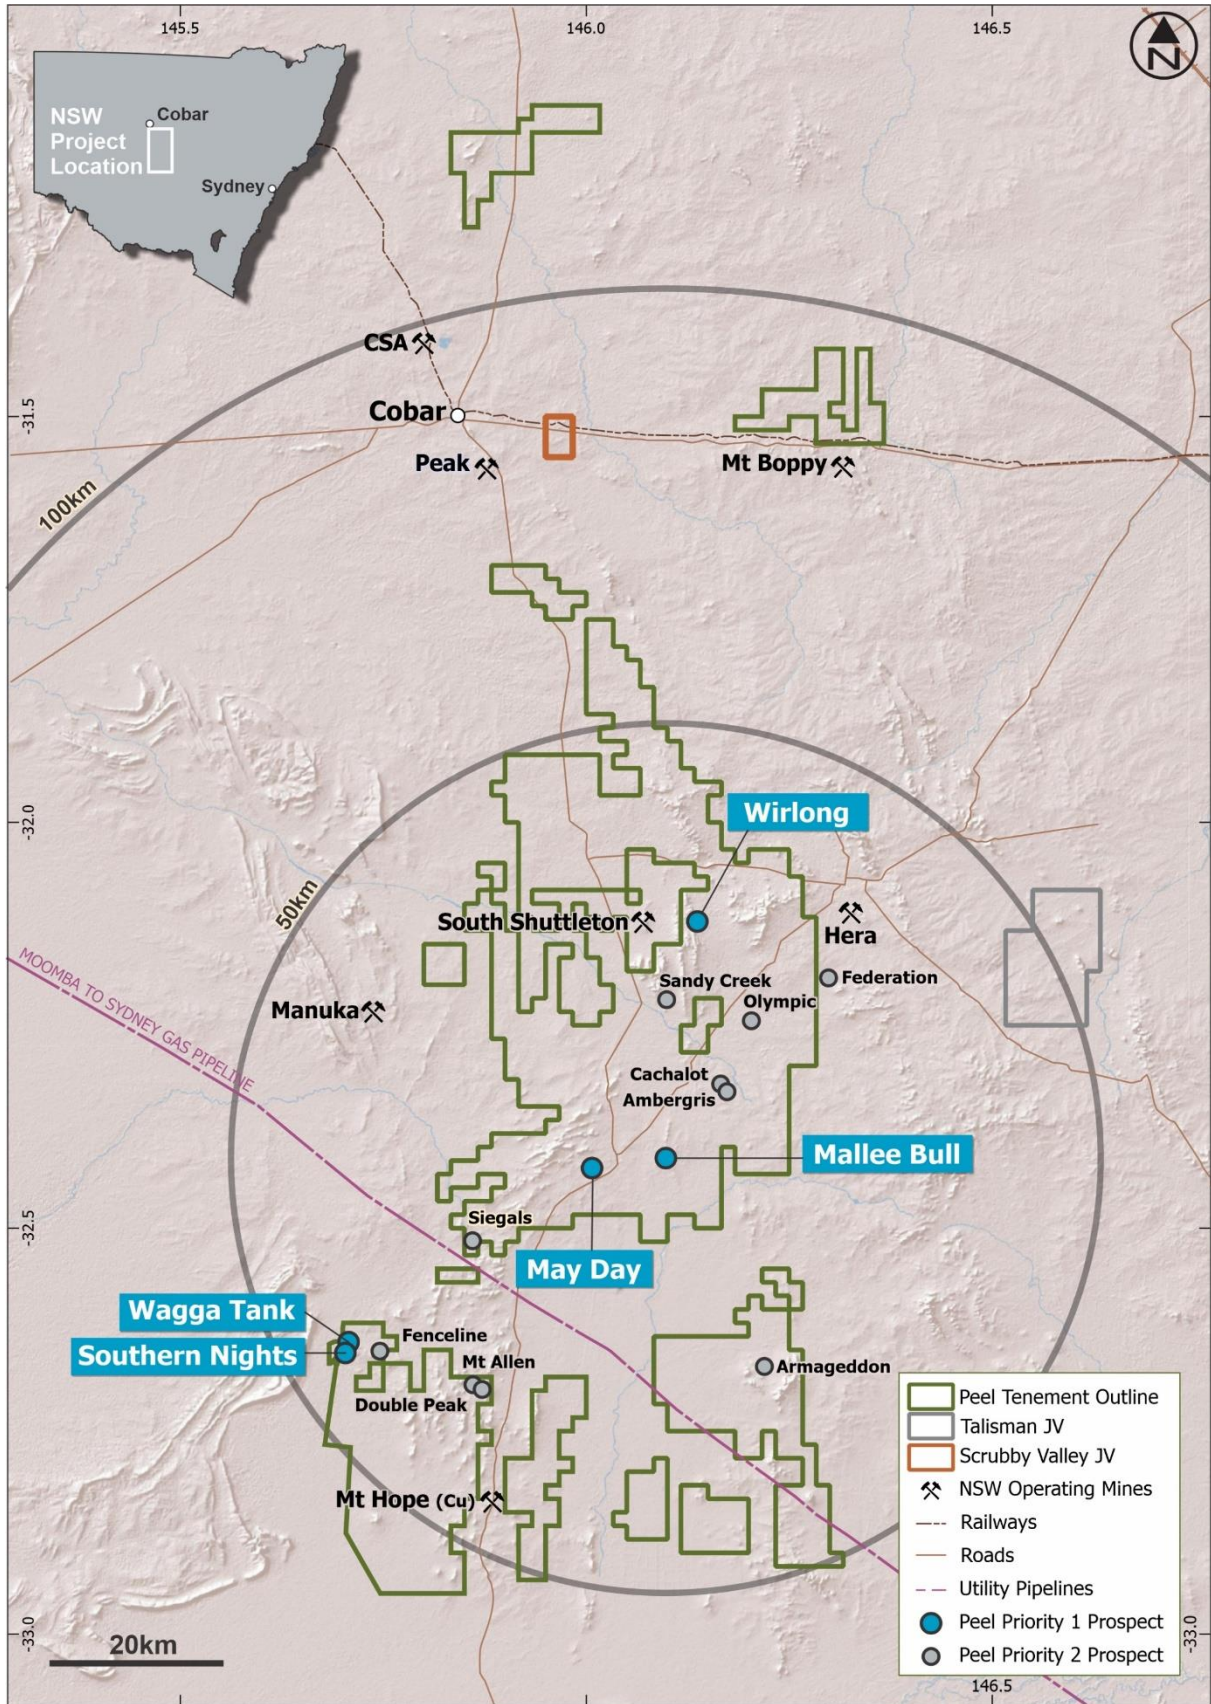 145.5
146.0
146.5
N
NSW
Project
Location
Cobar
Sydney
CSA
Cobar
-31.5
Peak
Mt Boppy
100km
-32.0
Wirlong
50km
South Shuttleton
Hera
Sandy Creek
Federation
Olympic
MOOMBA TO SYDNEY GAS PIPELINE
Manuka
Cachalot
Ambergris
Mallee Bull
-32.5
Siegals
May Day
Wagga Tank
Southern Nights
Fenceline
Mt Allen
Double Peak
Armageddon
Mt Hope (Cu)
Peel Tenement Outline
Talisman JV
Scrubby Valley JV
NSW Operating Mines
Railways
Roads
Utility Pipelines
Peel Priority 1 Prospect
Peel Priority 2 Prospect
-33.0
-33.0
20km
146.5